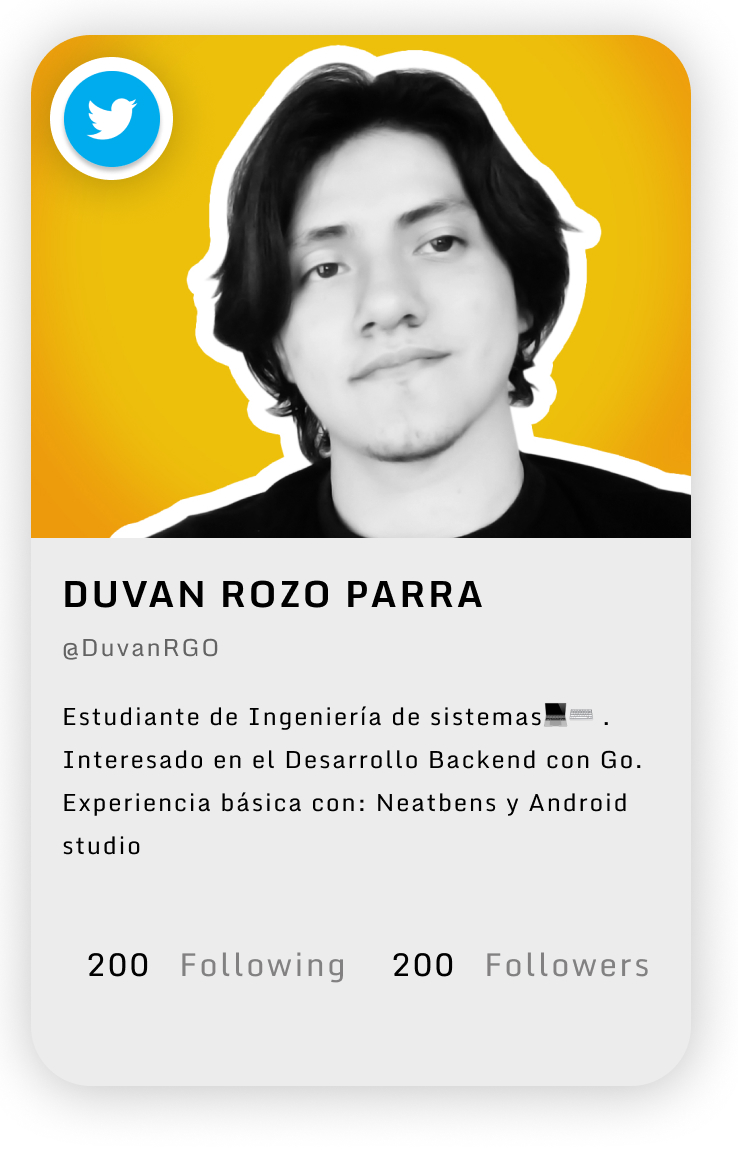 DUVAN ROZO PARRA
@DuvanRGO
Estudiante de Ingeniería de sistemas💻⌨️ .
Interesado en el Desarrollo Backend con Go.
Experiencia básica con: Neatbens y Android
studio
200 Following 200 Followers